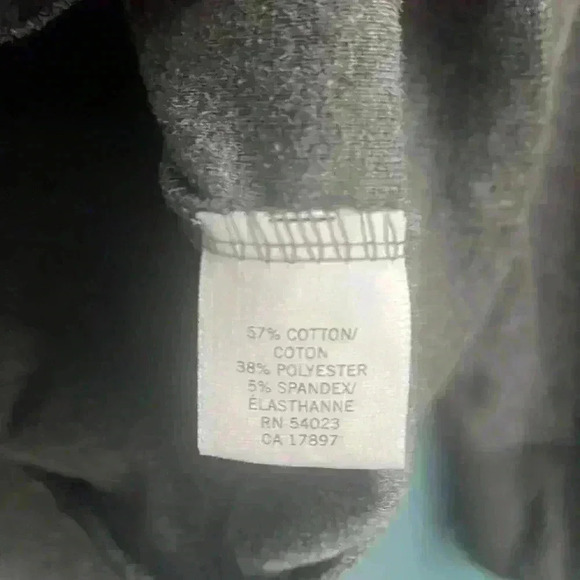 57% COTTON/
COTON
38% POLYESTER
5% SPANDEX/
ÉLASTHANNE
RN 54023
CA 17897